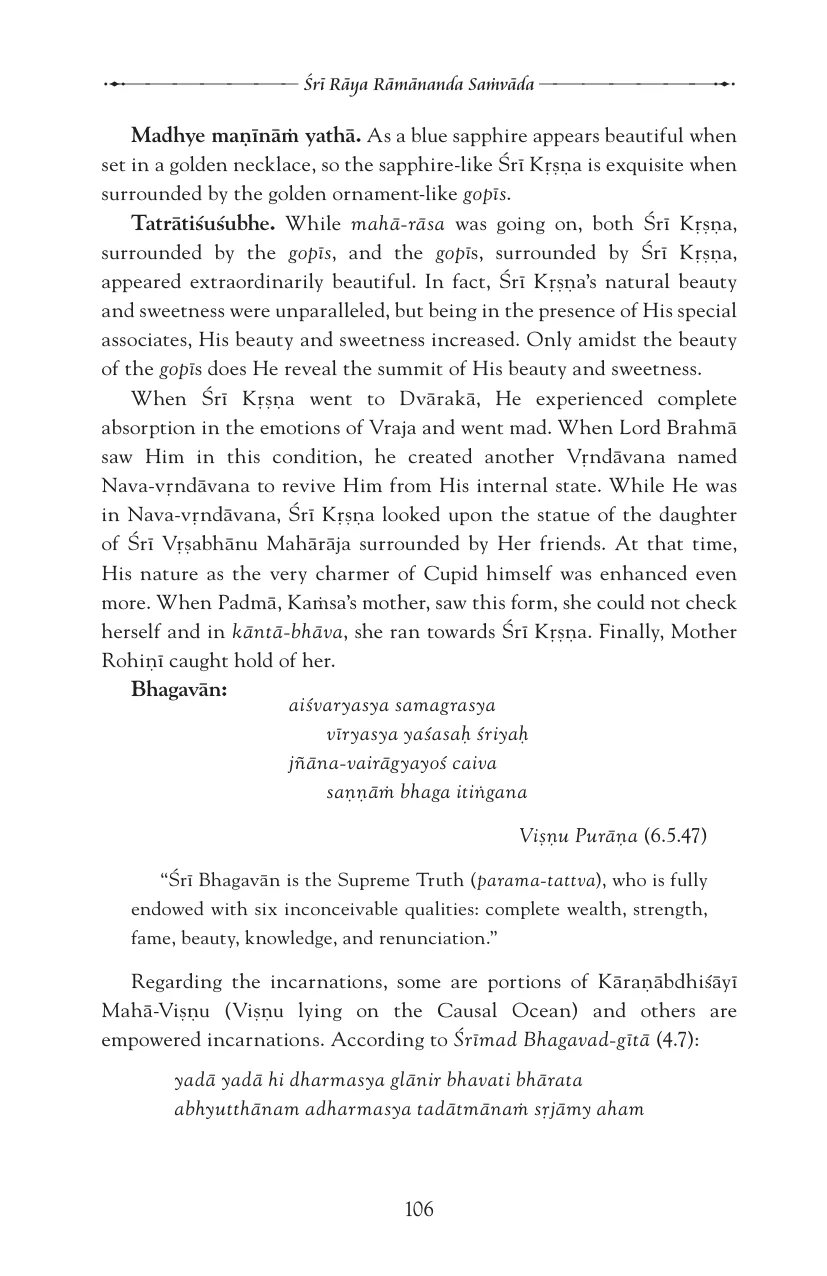 Śrī Rāya Rāmānanda Saṁvāda
Madhye maṇīnāṁ yathā. As a blue sapphire appears beautiful when
set in a golden necklace, so the sapphire-like Śrī Kṛṣṇa is exquisite when
surrounded by the golden ornament-like gopīs.
Tatrātiśuśubhe. While mahā-rāsa was going on, both Śrī Kṛṣṇa,
surrounded by the gopīs, and the gopīs, surrounded by Śrī Kṛṣṇa,
appeared extraordinarily beautiful. In fact, Śrī Kṛṣṇa’s natural beauty
and sweetness were unparalleled, but being in the presence of His special
associates, His beauty and sweetness increased. Only amidst the beauty
of the gopīs does He reveal the summit of His beauty and sweetness.
When Śrī Kṛṣṇa went to Dvārakā, He experienced complete
absorption in the emotions of Vraja and went mad. When Lord Brahmā
saw Him in this condition, he created another Vṛndāvana named
Nava-vṛndāvana to revive Him from His internal state. While He was
in Nava-vṛndāvana, Śrī Kṛṣṇa looked upon the statue of the daughter
of Śrī Vṛṣabhānu Mahārāja surrounded by Her friends. At that time,
His nature as the very charmer of Cupid himself was enhanced even
more. When Padmā, Kaṁsa’s mother, saw this form, she could not check
herself and in kāntā-bhāva, she ran towards Śrī Kṛṣṇa. Finally, Mother
Rohiṇī caught hold of her.
Bhagavān:
aiśvaryasya samagrasya
vīryasya yaśasaḥ śriyaḥ
jñāna-vairāgyayoś caiva
saṇṇāṁ bhaga itiṅgana
Viṣṇu Purāṇa (6.5.47)
“Śrī Bhagavān is the Supreme Truth (parama-tattva), who is fully
endowed with six inconceivable qualities: complete wealth, strength,
fame, beauty, knowledge, and renunciation.”
Regarding the incarnations, some are portions of Kāraṇābdhiśāyī
Mahā-Viṣṇu (Viṣṇu lying on the Causal Ocean) and others are
empowered incarnations. According to Śrīmad Bhagavad-gītā (4.7):
yadā yadā hi dharmasya glānir bhavati bhārata
abhyutthānam adharmasya tadātmānaṁ sṛjāmy aham
106